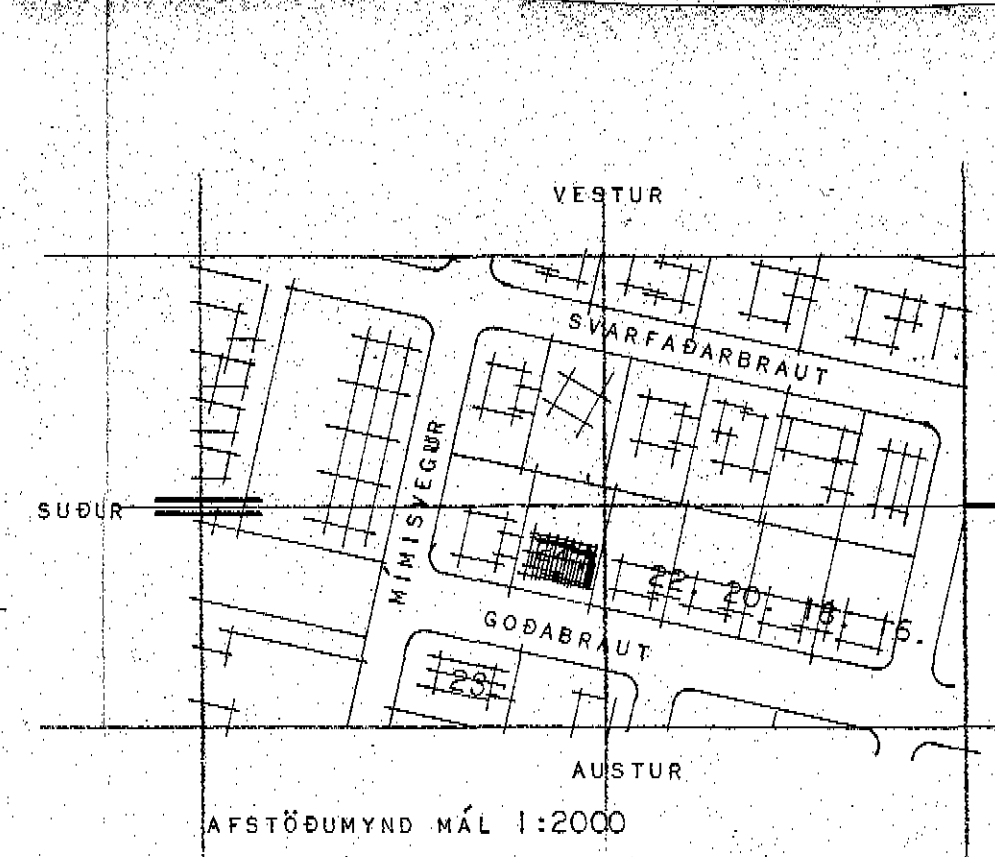 VESTUR
SVARFAÐARBRAUT
MÍMISVEGUR
SUÐUR
22. 20. 18. 16.
GOÐABRAUT
23
AUSTUR
AFSTÖÐUMYND MÁL 1:2000